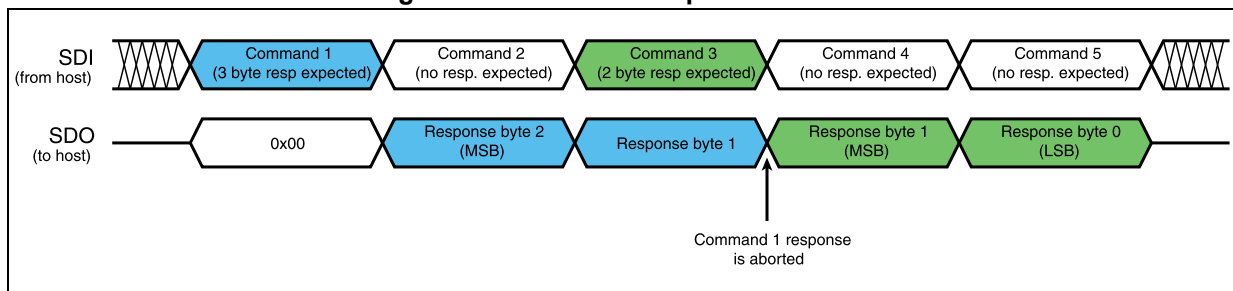 SDI
(from host)
Command 1
(3 byte resp expected)
Command 2
(no resp. expected)
Command 3
(2 byte resp expected)
Command 4
(no resp. expected)
Command 5
(no resp. expected)
SDO
(to host)
0x00
Response byte 2
(MSB)
Response byte 1
Response byte 1
(MSB)
Response byte 0
(LSB)
Command 1 response
is aborted